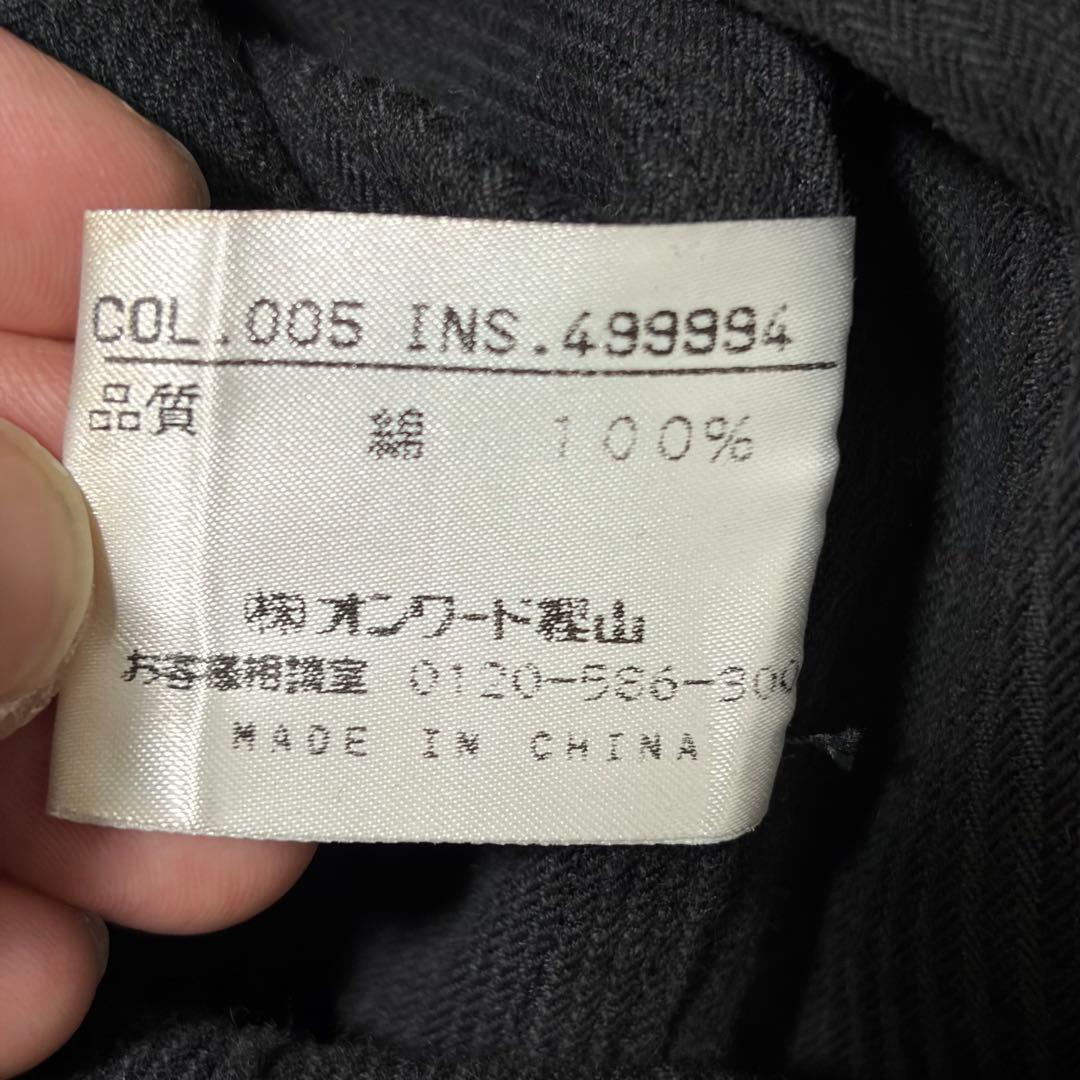 COL.005 INS.499994
品質 綿 100%
㈱オンワード樫山
お客様相談室 0120-586-300
MADE IN CHINA